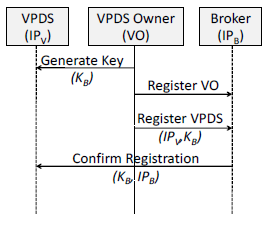 VPDS
(IPV)
VPDS Owner
(VO)
Broker
(IPB)
Generate Key
(KB)
Register VO
Register VPDS
(IPV,KB)
Confirm Registration
(KB, IPB)